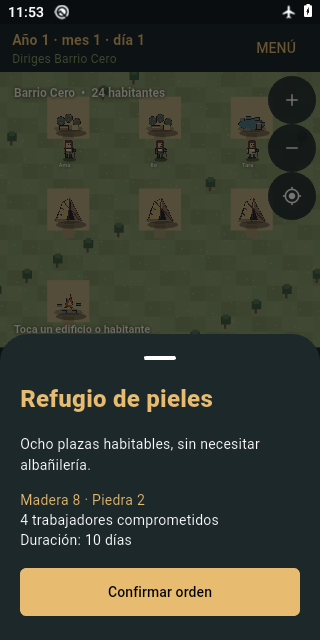 11:53
Año 1 · mes 1 · día 1
Diriges Barrio Cero
MENÚ
Barrio Cero • 24 habitantes
Toca un edificio o habitante
Refugio de pieles
Ocho plazas habitables, sin necesitar
albañilería.
Madera 8 · Piedra 2
4 trabajadores comprometidos
Duración: 10 días
Confirmar orden